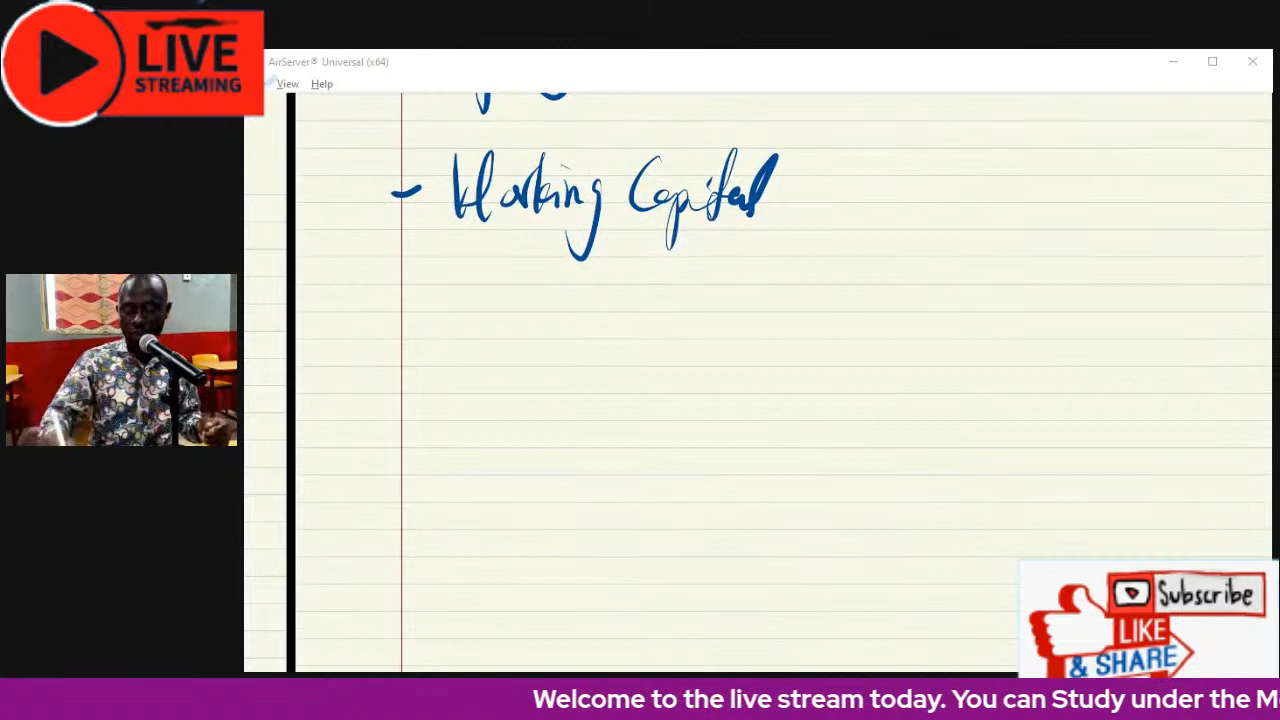 LIVE
STREAMING
AirServer® Universal (x64)
View Help
- Working Capital
Subscribe
LIKE
& SHARE
Welcome to the live stream today. You can Study under the M